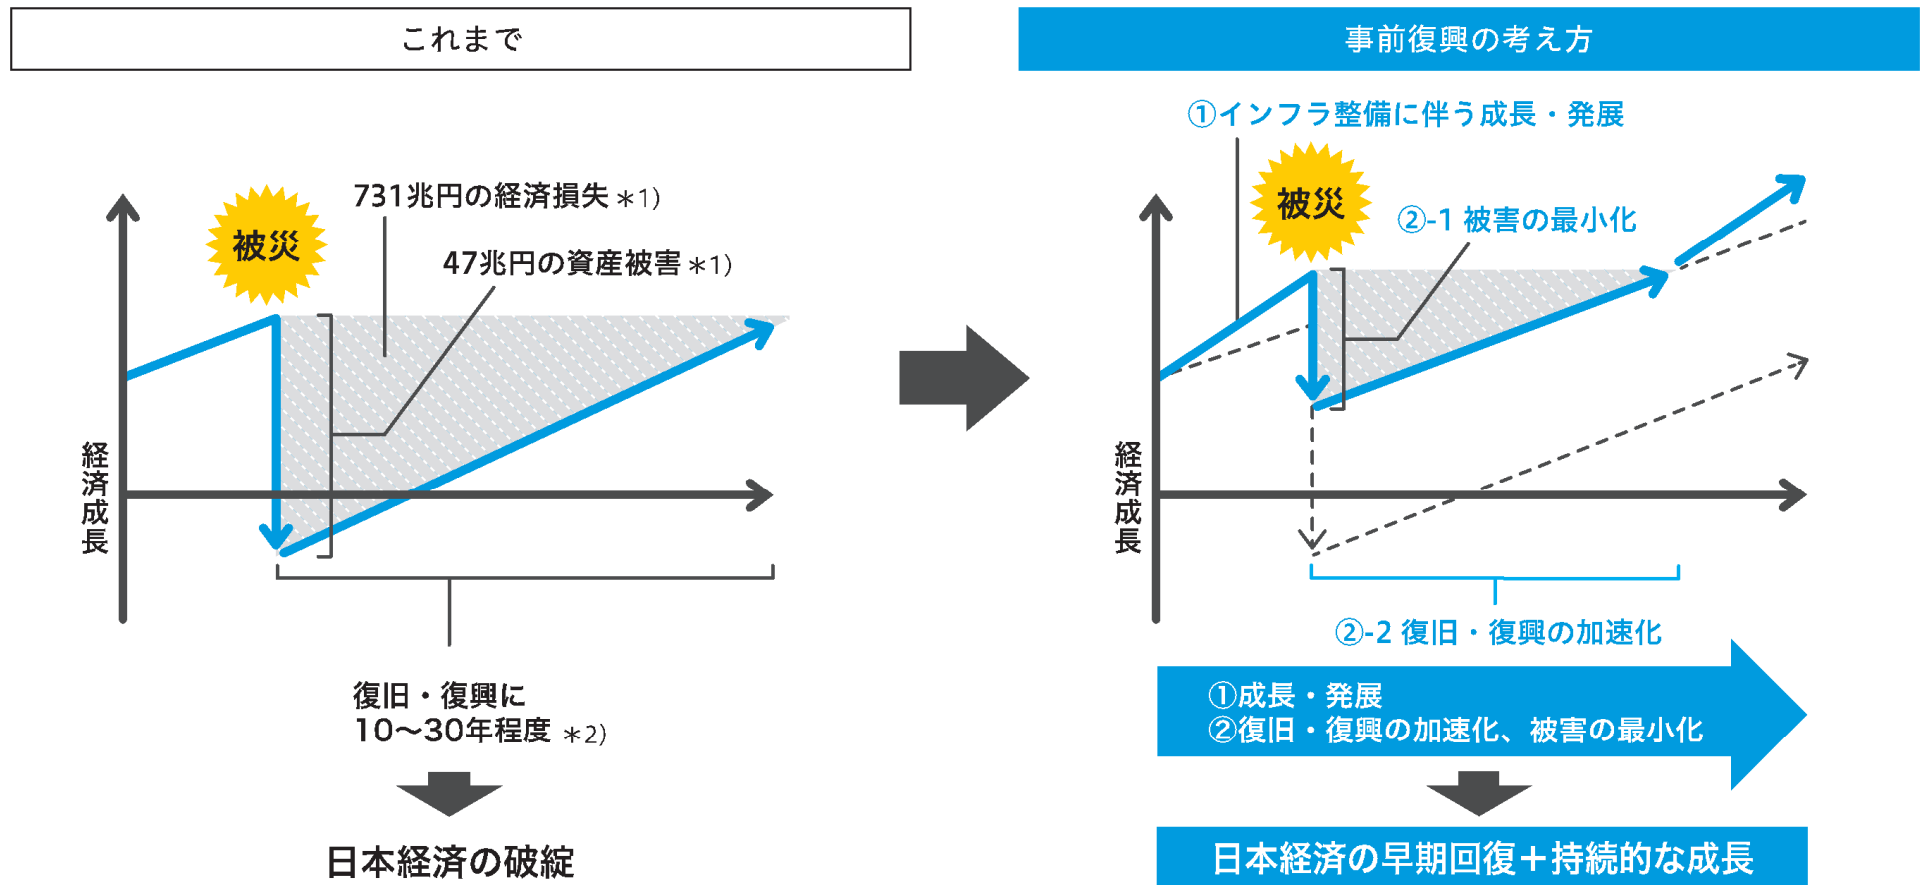 これまで
被災
731兆円の経済損失 ＊1)
47兆円の資産被害 ＊1)
経済成長
復旧・復興に
10〜30年程度 ＊2)
日本経済の破綻
事前復興の考え方
①インフラ整備に伴う成長・発展
被災
②-1 被害の最小化
経済成長
②-2 復旧・復興の加速化
①成長・発展
②復旧・復興の加速化、被害の最小化
日本経済の早期回復＋持続的な成長